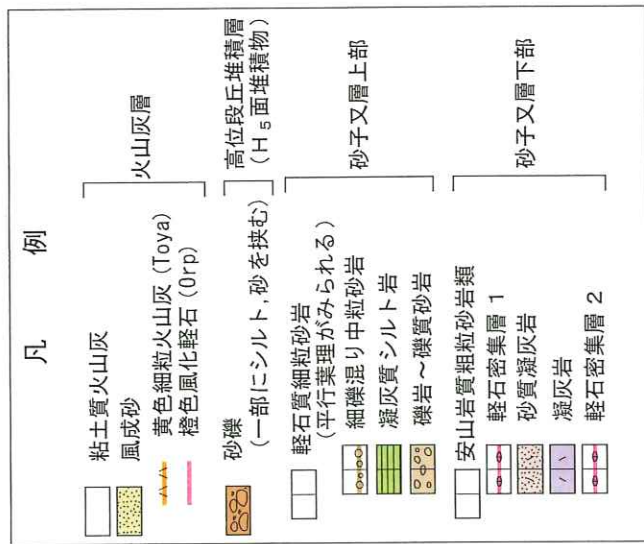 凡 例
粘土質火山灰
風成砂
黄色細粒火山灰(Toya)
橙色風化軽石(Orp)
火山灰層
砂礫
(一部にシルト,砂を挟む)
高位段丘堆積層
(H5面堆積物)
軽石質細粒砂岩
(平行葉理がみられる)
細礫混り中粒砂岩
凝灰質シルト岩
礫岩～礫質砂岩
砂子又層上部
安山岩質粗粒砂岩類
軽石密集層1
砂質凝灰岩
凝灰岩
軽石密集層2
砂子又層下部